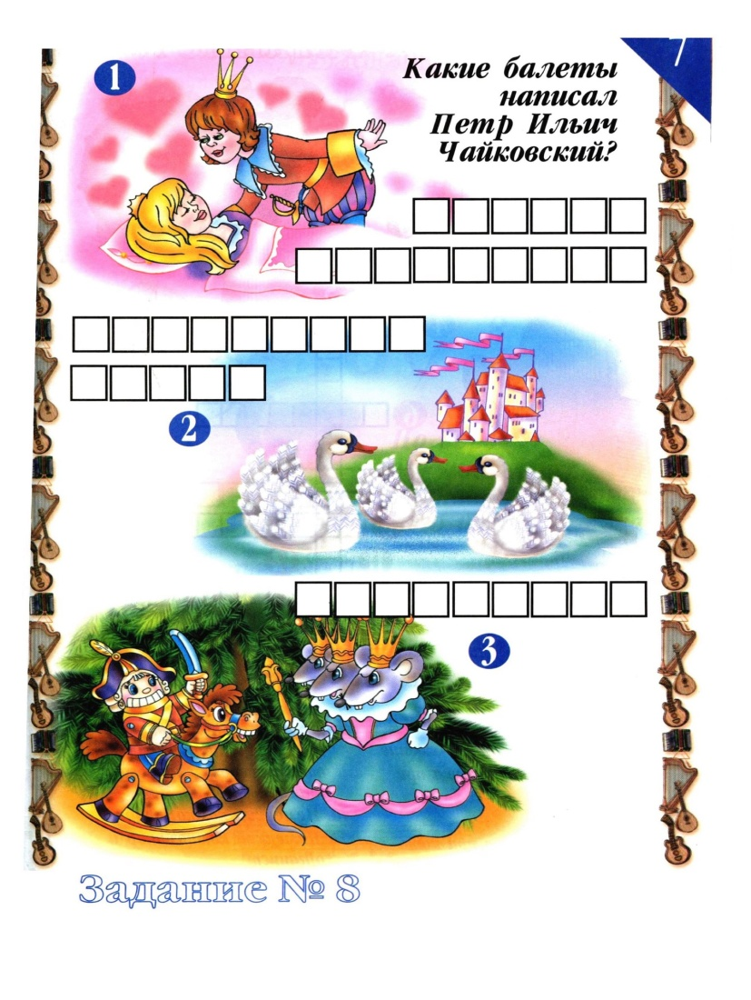 7
1
Какие балеты
написал
Петр Ильич
Чайковский?
2
3
Задание № 8